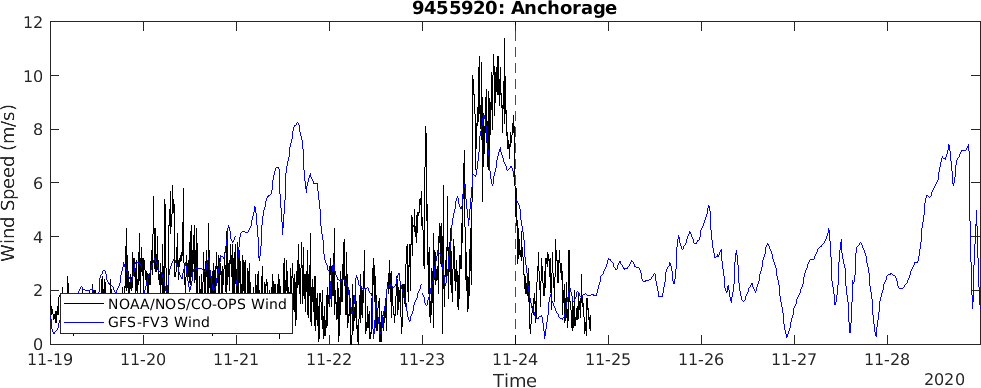 9455920: Anchorage
12
10
8
6
4
2
0
Wind Speed (m/s)
NOAA/NOS/CO-OPS Wind
GFS-FV3 Wind
11-19 11-20 11-21 11-22 11-23 11-24 11-25 11-26 11-27 11-28
Time
2020